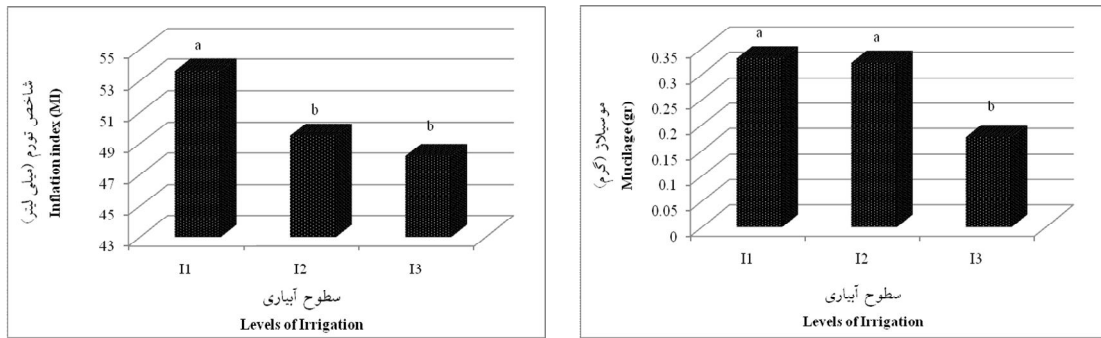 شاخص تورم (میلی لیتر)
Inflation index (MI)
55
53
51
49
47
45
43
a
b
b
I1
I2
I3
سطوح آبیاری
Levels of Irrigation
موسیلاژ (گرم)
Mucilage (gr)
0.35
0.3
0.25
0.2
0.15
0.1
0.05
0
a
a
b
I1
I2
I3
سطوح آبیاری
Levels of Irrigation